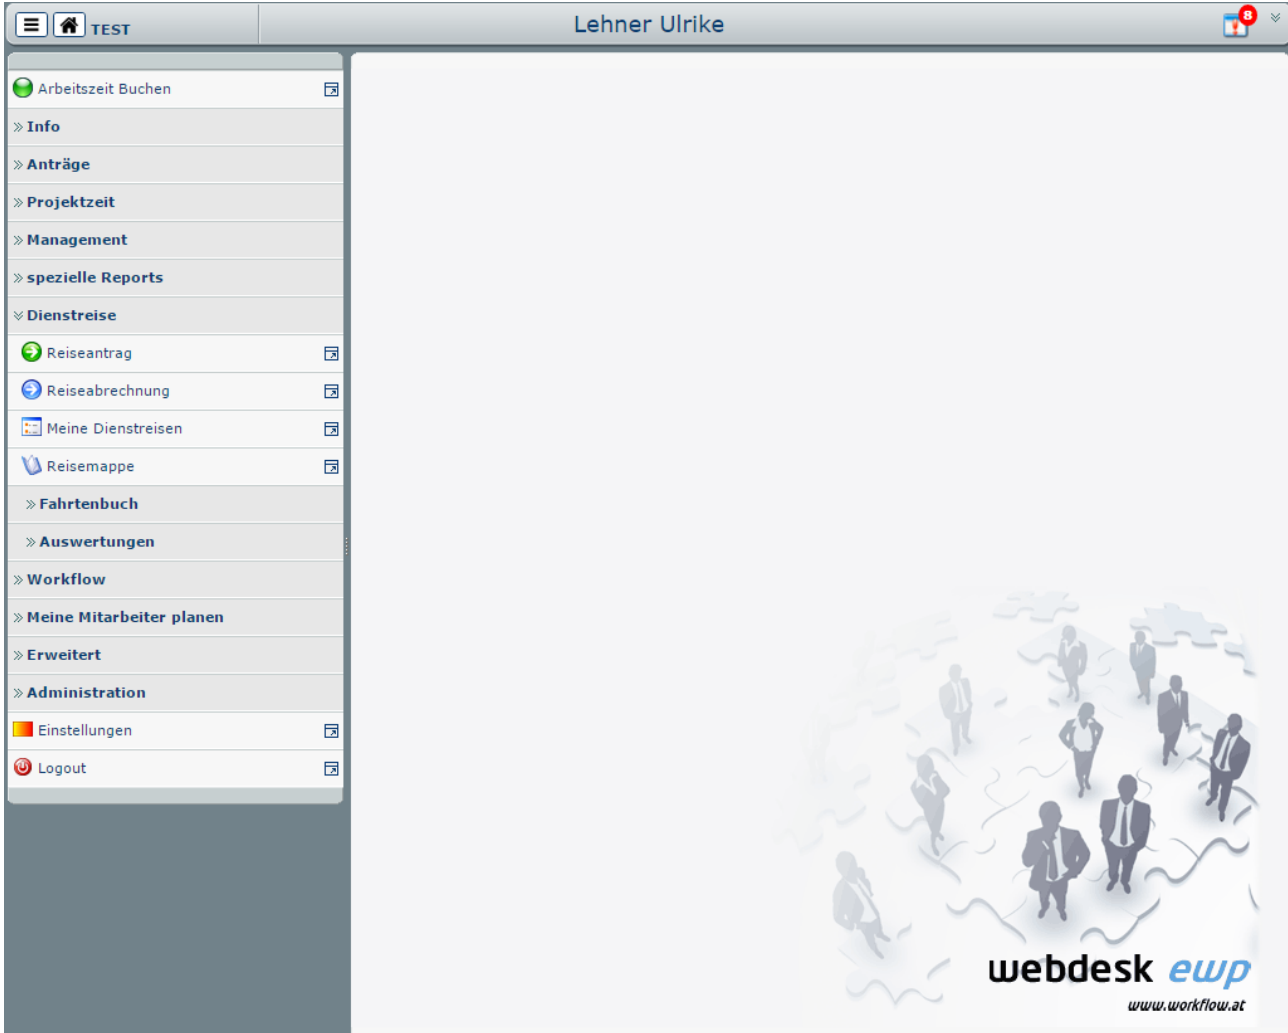 TEST
Lehner Ulrike
8
Arbeitszeit Buchen
Info
Anträge
Projektzeit
Management
spezielle Reports
Dienstreise
Reiseantrag
Reiseabrechnung
Meine Dienstreisen
Reisemappe
Fahrtenbuch
Auswertungen
Workflow
Meine Mitarbeiter planen
Erweitert
Administration
Einstellungen
Logout
webdesk ewp
www.workflow.at